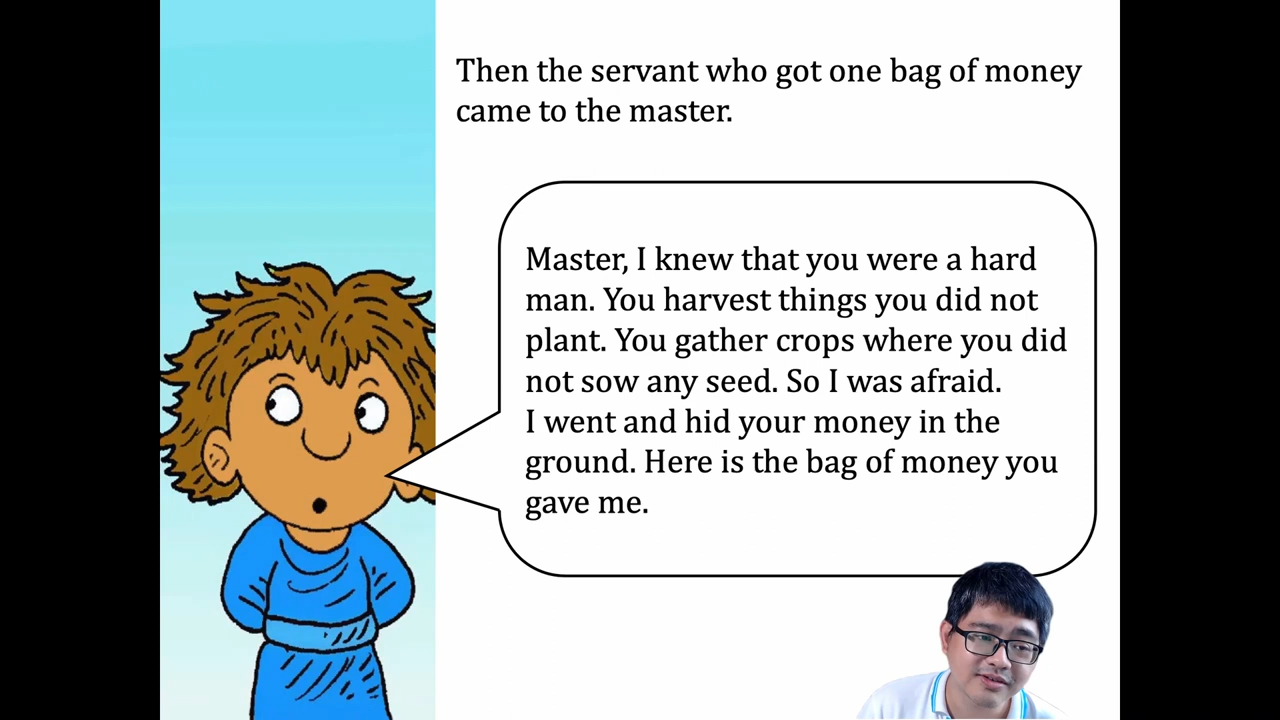 Then the servant who got one bag of money
came to the master.
Master, I knew that you were a hard
man. You harvest things you did not
plant. You gather crops where you did
not sow any seed. So I was afraid.
I went and hid your money in the
ground. Here is the bag of money you
gave me.